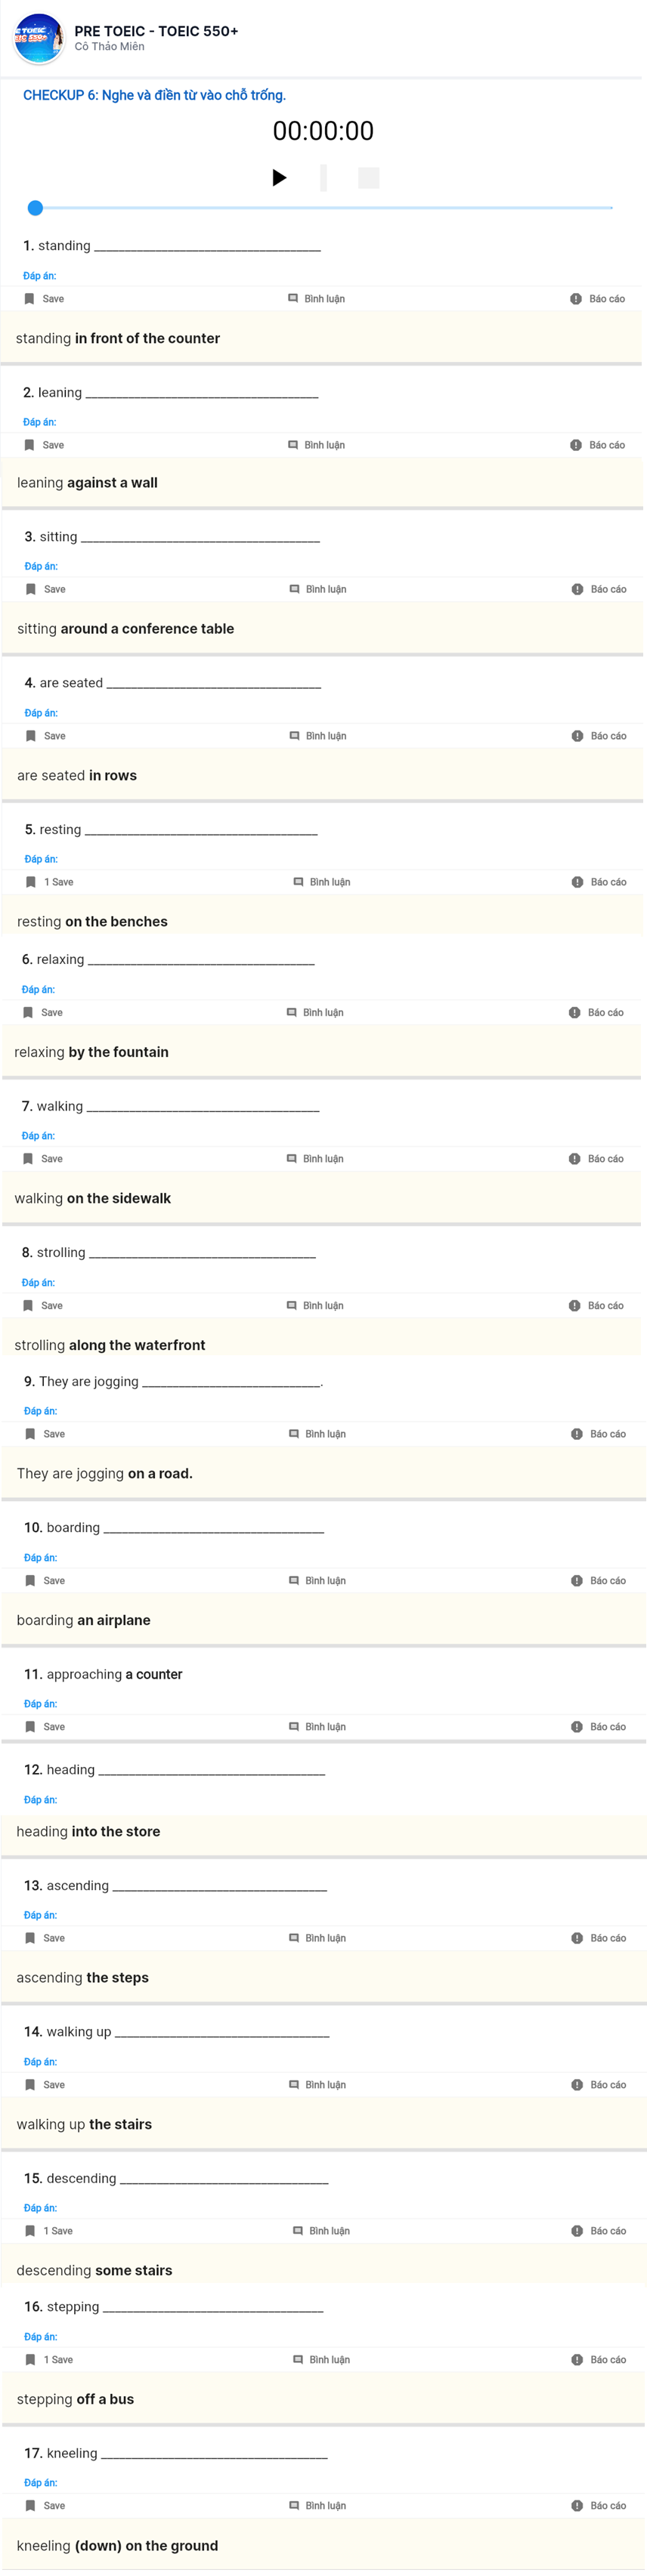 PRE TOEIC - TOEIC 550+
Cô Thảo Miên
CHECKUP 6: Nghe và điền từ vào chỗ trống.
00:00:00
1. standing ______________________________
Đáp án:
Save Bình luận Báo cáo
standing in front of the counter
2. leaning ______________________________
Đáp án:
Save Bình luận Báo cáo
leaning against a wall
3. sitting ______________________________
Đáp án:
Save Bình luận Báo cáo
sitting around a conference table
4. are seated ______________________________
Đáp án:
Save Bình luận Báo cáo
are seated in rows
5. resting ______________________________
Đáp án:
1 Save Bình luận Báo cáo
resting on the benches
6. relaxing ______________________________
Đáp án:
Save Bình luận Báo cáo
relaxing by the fountain
7. walking ______________________________
Đáp án:
Save Bình luận Báo cáo
walking on the sidewalk
8. strolling ______________________________
Đáp án:
Save Bình luận Báo cáo
strolling along the waterfront
9. They are jogging _________________________.
Đáp án:
Save Bình luận Báo cáo
They are jogging on a road.
10. boarding ______________________________
Đáp án:
Save Bình luận Báo cáo
boarding an airplane
11. approaching a counter
Đáp án:
Save Bình luận Báo cáo
12. heading ______________________________
Đáp án:
heading into the store
13. ascending ______________________________
Đáp án:
Save Bình luận Báo cáo
ascending the steps
14. walking up ______________________________
Đáp án:
Save Bình luận Báo cáo
walking up the stairs
15. descending ______________________________
Đáp án:
1 Save Bình luận Báo cáo
descending some stairs
16. stepping ______________________________
Đáp án:
1 Save Bình luận Báo cáo
stepping off a bus
17. kneeling ______________________________
Đáp án:
Save Bình luận Báo cáo
kneeling (down) on the ground